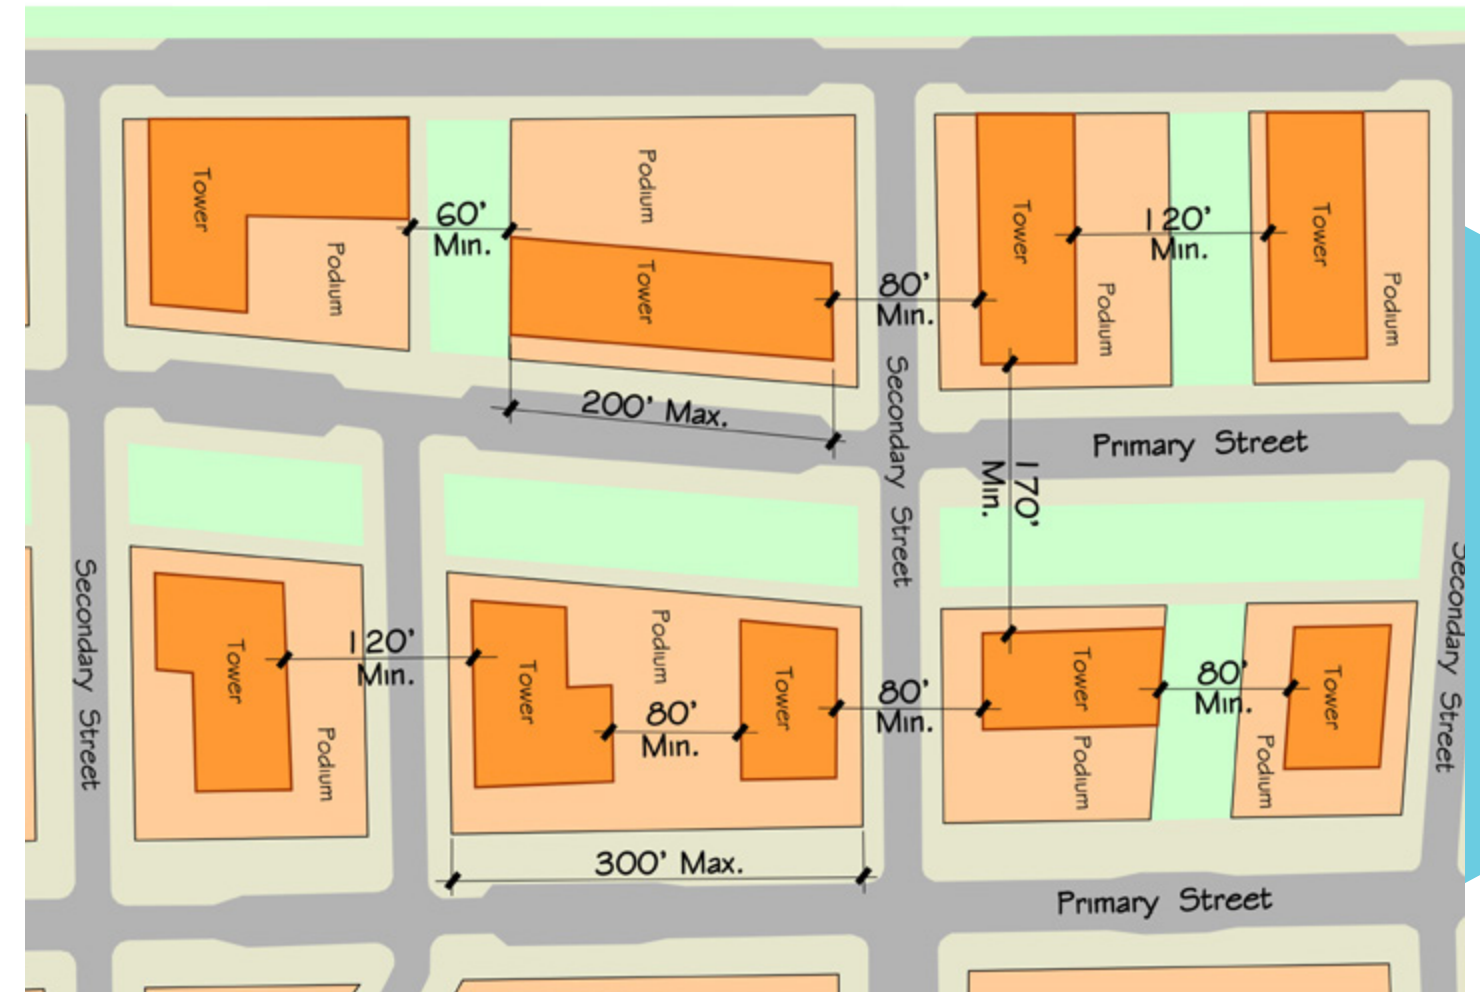 Tower
Podium
60'
Min.
Podium
Tower
80'
Min.
Tower
Podium
120'
Min.
Tower
Podium
200' Max.
Secondary Street
Primary Street
170'
Min.
Secondary Street
Tower
Podium
120'
Min.
Tower
Podium
80'
Min.
Tower
80'
Min.
Tower
Podium
80'
Min.
Podium
Tower
Secondary Street
300' Max.
Primary Street